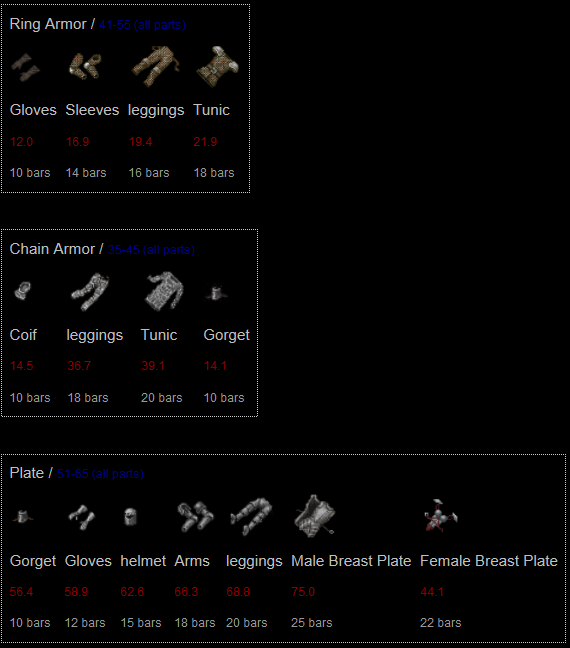 Ring Armor / 41-55 (all parts)
Gloves Sleeves leggings Tunic
12.0 16.9 19.4 21.9
10 bars 14 bars 16 bars 18 bars
Chain Armor / 35-45 (all parts)
Coif leggings Tunic Gorget
14.5 36.7 39.1 14.1
10 bars 18 bars 20 bars 10 bars
Plate / 51-65 (all parts)
Gorget Gloves helmet Arms leggings Male Breast Plate Female Breast Plate
56.4 58.9 62.6 66.3 68.8 75.0 44.1
10 bars 12 bars 15 bars 18 bars 20 bars 25 bars 22 bars